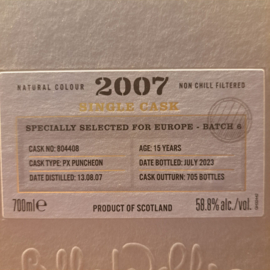 NATURAL COLOUR 2007 NON CHILL FILTERED
SINGLE CASK
SPECIALLY SELECTED FOR EUROPE - BATCH 6
CASK NO: 804408 AGE: 15 YEARS
CASK TYPE: PX PUNCHEON DATE BOTTLED: JULY 2023
DATE DISTILLED: 13.08.07 CASK OUTTURN: 705 BOTTLES
700ml℮ PRODUCT OF SCOTLAND 58.8% alc./vol.